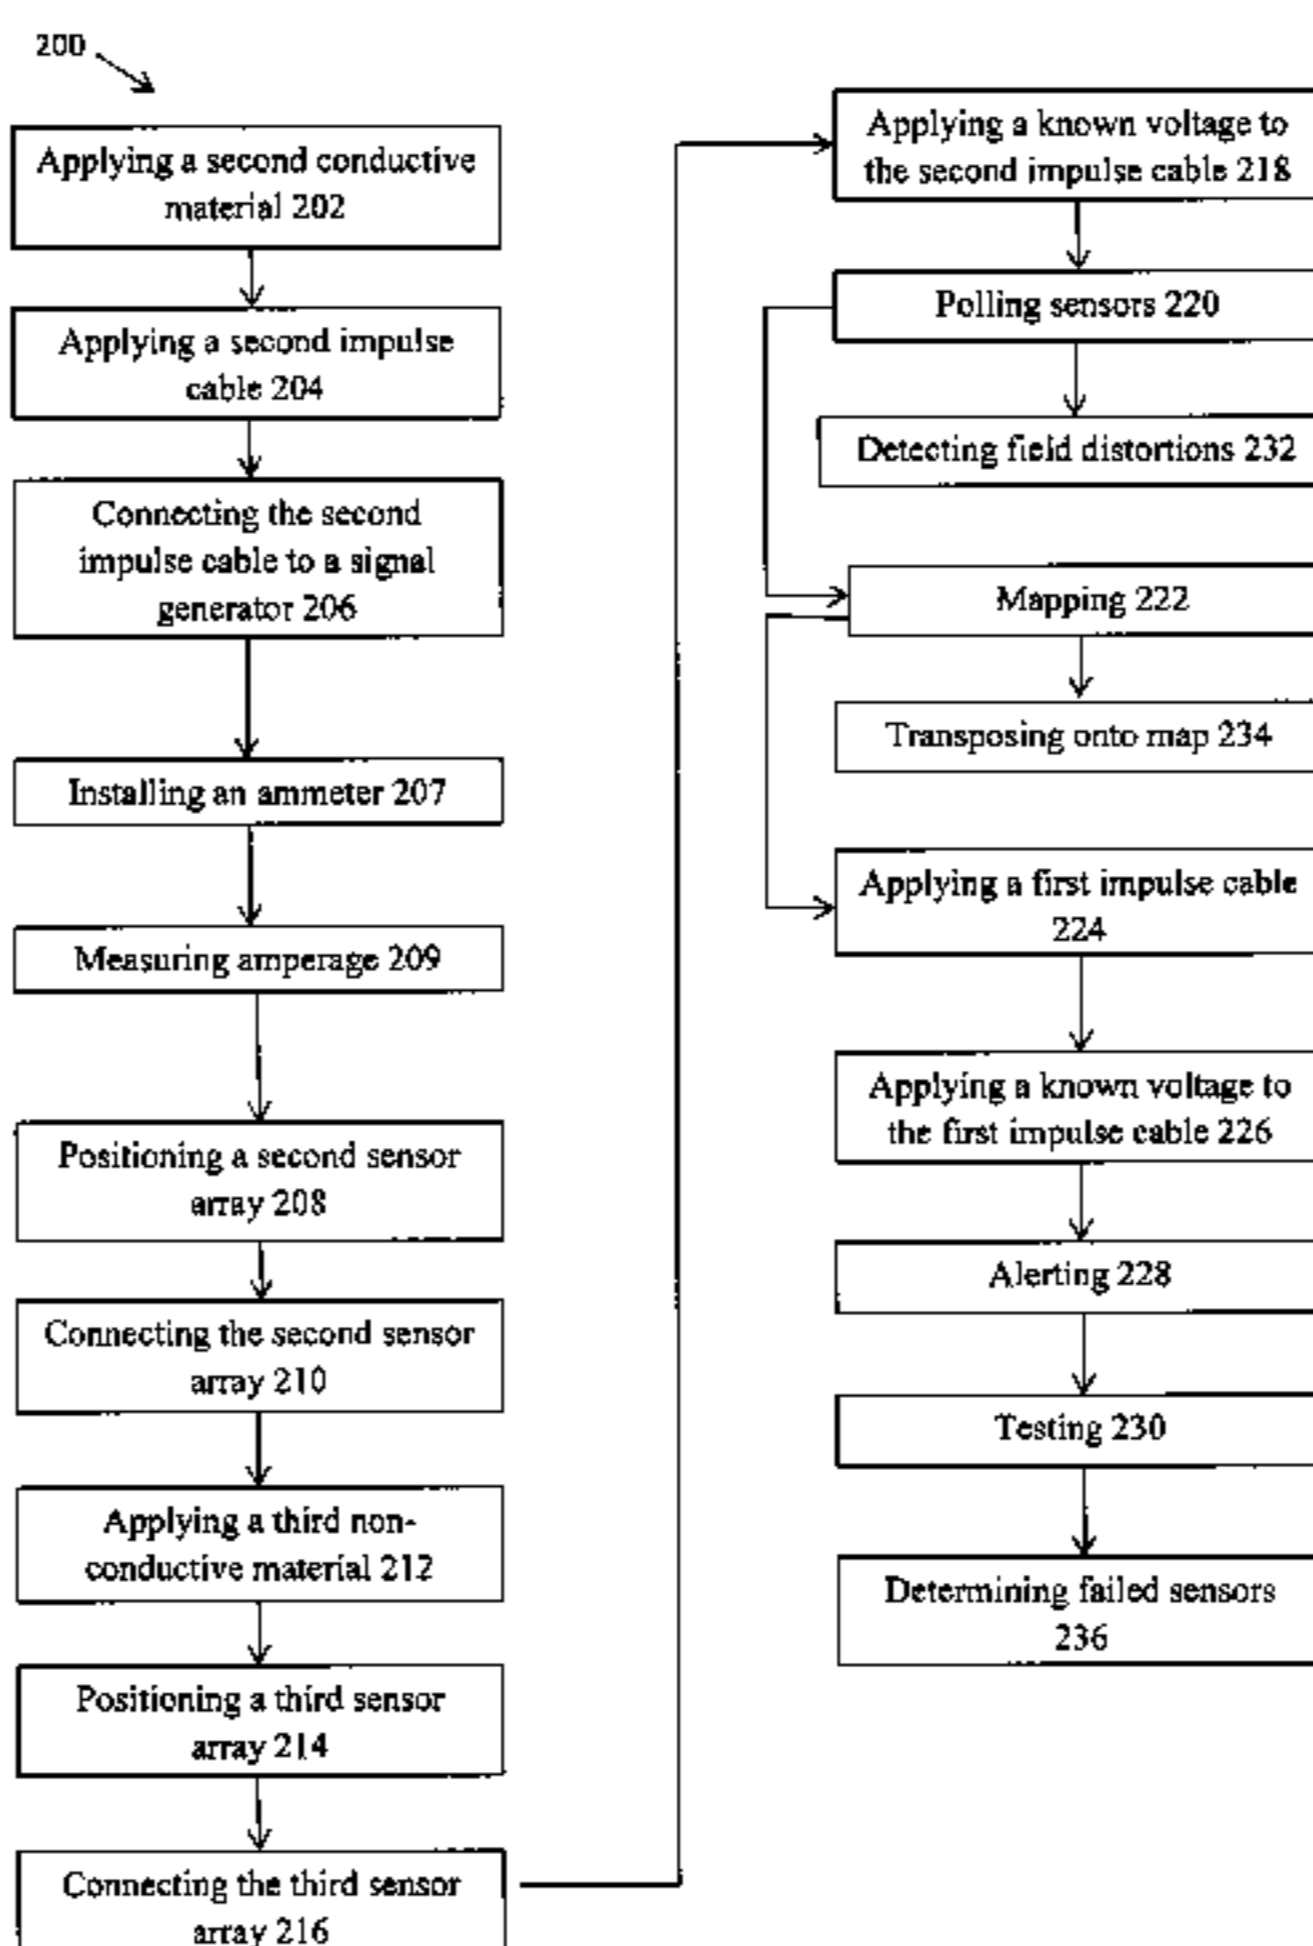 200
Applying a second conductive
material 202
Applying a second impulse
cable 204
Connecting the second
impulse cable to a signal
generator 206
Installing an ammeter 207
Measuring amperage 209
Positioning a second sensor
array 208
Connecting the second sensor
array 210
Applying a third non-
conductive material 212
Positioning a third sensor
array 214
Connecting the third sensor
array 216
Applying a known voltage to
the second impulse cable 218
Polling sensors 220
Detecting field distortions 232
Mapping 222
Transposing onto map 234
Applying a first impulse cable
224
Applying a known voltage to
the first impulse cable 226
Alerting 228
Testing 230
Determining failed sensors
236